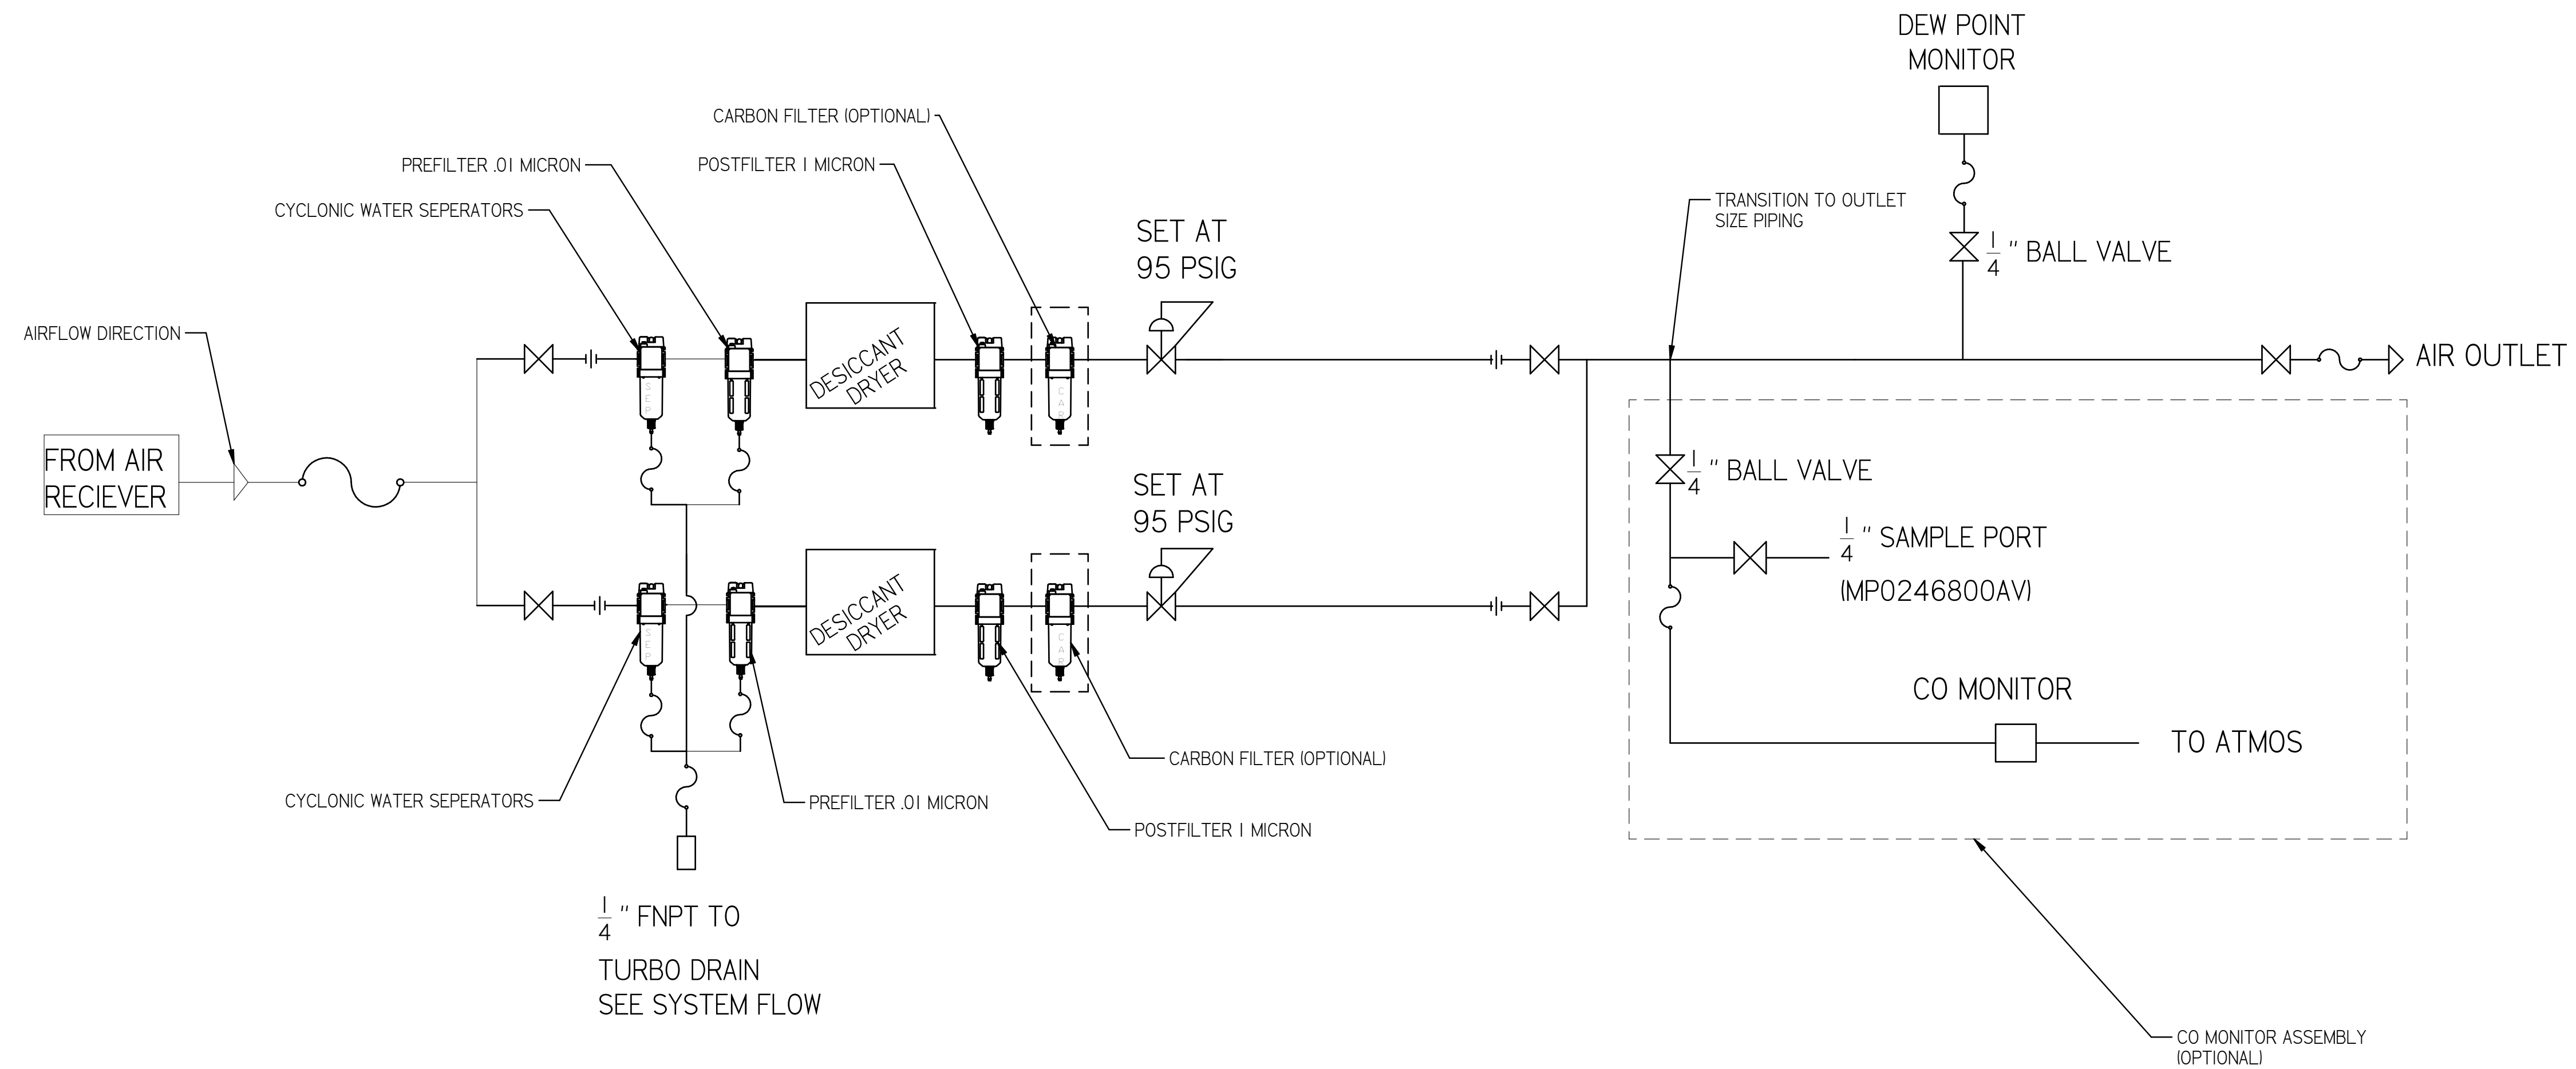 DEW POINT
MONITOR
CARBON FILTER (OPTIONAL)
PREFILTER .01 MICRON
POSTFILTER 1 MICRON
CYCLONIC WATER SEPERATORS
TRANSITION TO OUTLET
SIZE PIPING
SET AT
95 PSIG
1/4 " BALL VALVE
AIRFLOW DIRECTION
DESICCANT
DRYER
AIR OUTLET
SEP
CAR
FROM AIR
RECIEVER
1/4 " BALL VALVE
SET AT
95 PSIG
1/4 " SAMPLE PORT
(MP0246800AV)
DESICCANT
DRYER
SEP
CAR
CO MONITOR
TO ATMOS
CARBON FILTER (OPTIONAL)
CYCLONIC WATER SEPERATORS
PREFILTER .01 MICRON
POSTFILTER 1 MICRON
1/4 " FNPT TO
TURBO DRAIN
SEE SYSTEM FLOW
CO MONITOR ASSEMBLY
(OPTIONAL)